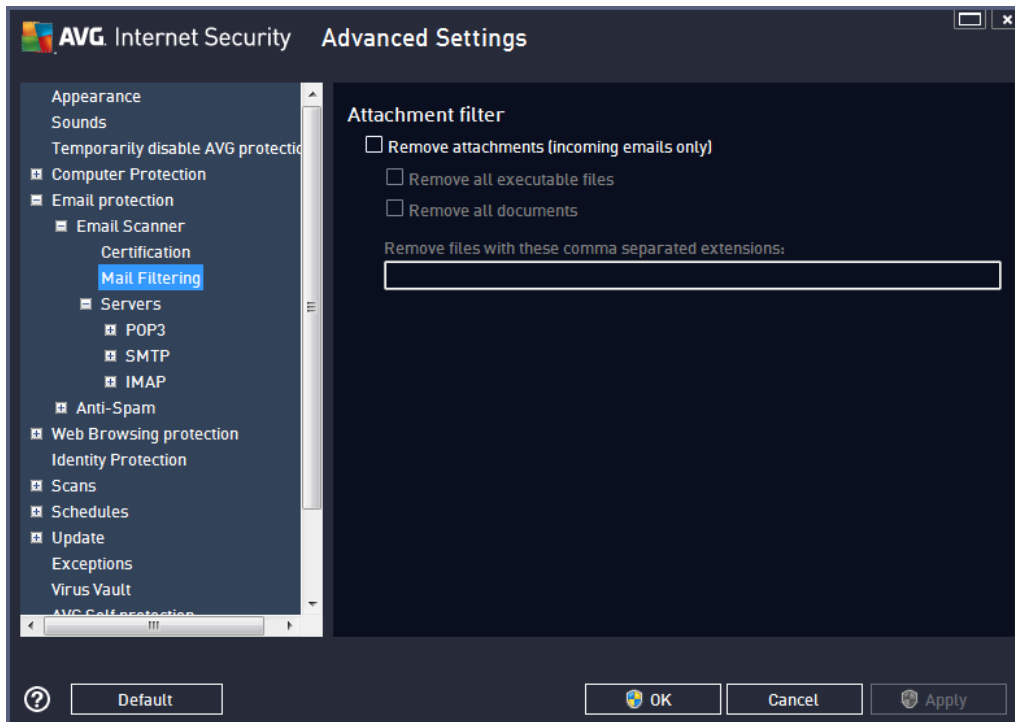 AVG. Internet Security Advanced Settings
Appearance
Sounds
Temporarily disable AVG protectio
Computer Protection
Email protection
Email Scanner
Certification
Mail Filtering
Servers
POP3
SMTP
IMAP
Anti-Spam
Web Browsing protection
Identity Protection
Scans
Schedules
Update
Exceptions
Virus Vault
AVG Self protection
Attachment filter
Remove attachments (incoming emails only)
Remove all executable files
Remove all documents
Remove files with these comma separated extensions:
? Default OK Cancel Apply